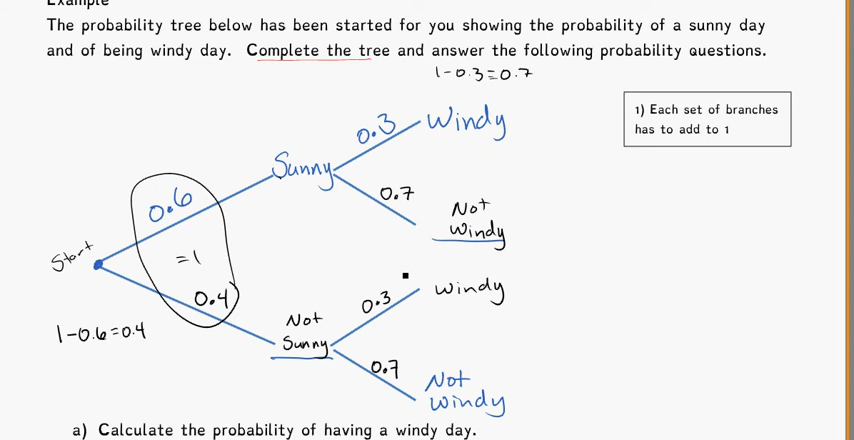 Example
The probability tree below has been started for you showing the probability of a sunny day
and of being windy day. Complete the tree and answer the following probability questions.
1-0.3=0.7
1) Each set of branches
has to add to 1
0.3
Windy
Sunny
0.6
0.7
Not
Windy
Start
=1
0.4
0.3
Windy
1-0.6=0.4
Not
Sunny
0.7
Not
Windy
a) Calculate the probability of having a windy day.